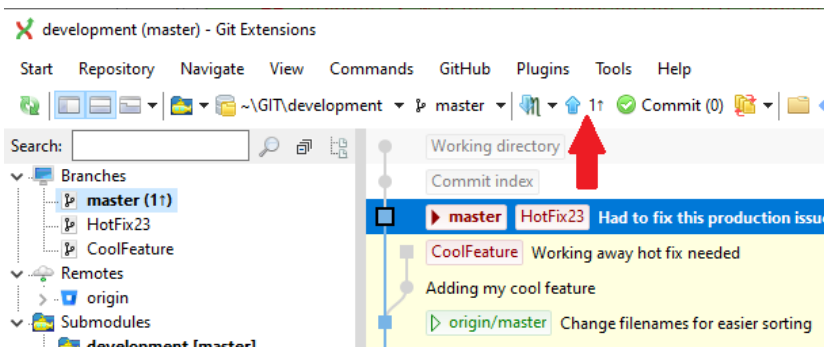 development (master) - Git Extensions
Start Repository Navigate View Commands GitHub Plugins Tools Help
~\GIT\development master 1↑ Commit (0)
Search:
Working directory
Branches
Commit index
master (1↑)
master HotFix23 Had to fix this production issu
HotFix23
CoolFeature
CoolFeature Working away hot fix needed
Remotes
Adding my cool feature
origin
Submodules
origin/master Change filenames for easier sorting
development [master]